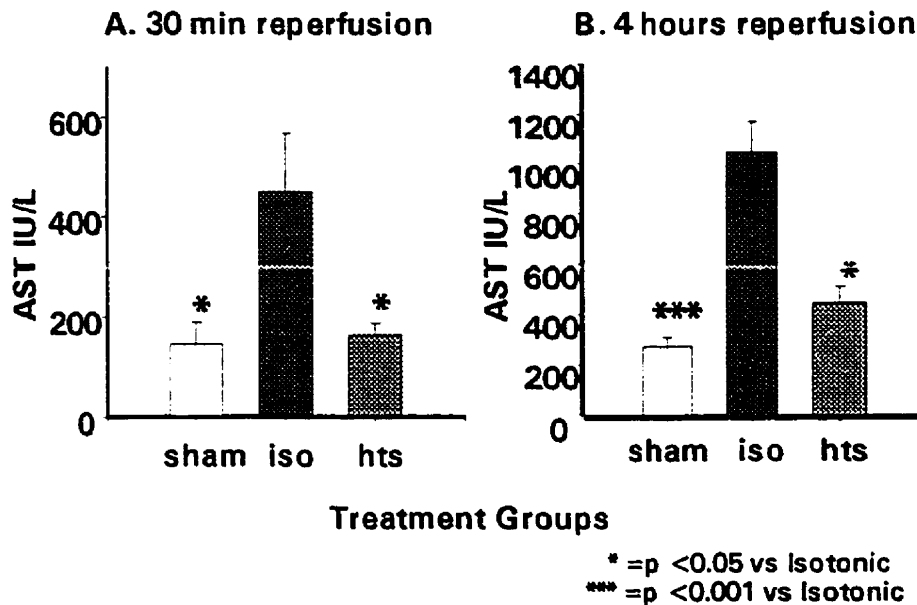 A. 30 min reperfusion
AST IU/L
600
400
200
0
* * 
sham iso hts
B. 4 hours reperfusion
AST IU/L
1400
1200
1000
800
600
400
200
0
*** *
sham iso hts
Treatment Groups
* =p <0.05 vs Isotonic
*** =p <0.001 vs Isotonic